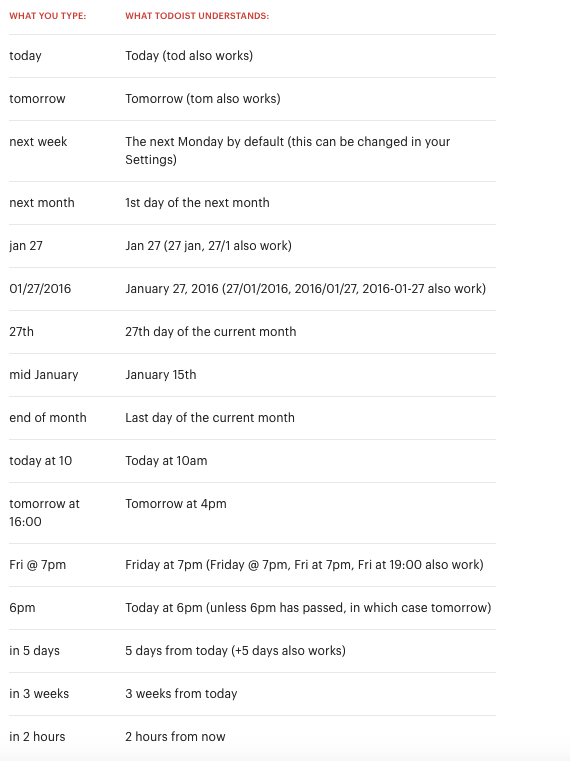 WHAT YOU TYPE: WHAT TODOIST UNDERSTANDS:
today Today (tod also works)
tomorrow Tomorrow (tom also works)
next week The next Monday by default (this can be changed in your
Settings)
next month 1st day of the next month
jan 27 Jan 27 (27 jan, 27/1 also work)
01/27/2016 January 27, 2016 (27/01/2016, 2016/01/27, 2016-01-27 also work)
27th 27th day of the current month
mid January January 15th
end of month Last day of the current month
today at 10 Today at 10am
tomorrow at Tomorrow at 4pm
16:00
Fri @ 7pm Friday at 7pm (Friday @ 7pm, Fri at 7pm, Fri at 19:00 also work)
6pm Today at 6pm (unless 6pm has passed, in which case tomorrow)
in 5 days 5 days from today (+5 days also works)
in 3 weeks 3 weeks from today
in 2 hours 2 hours from now